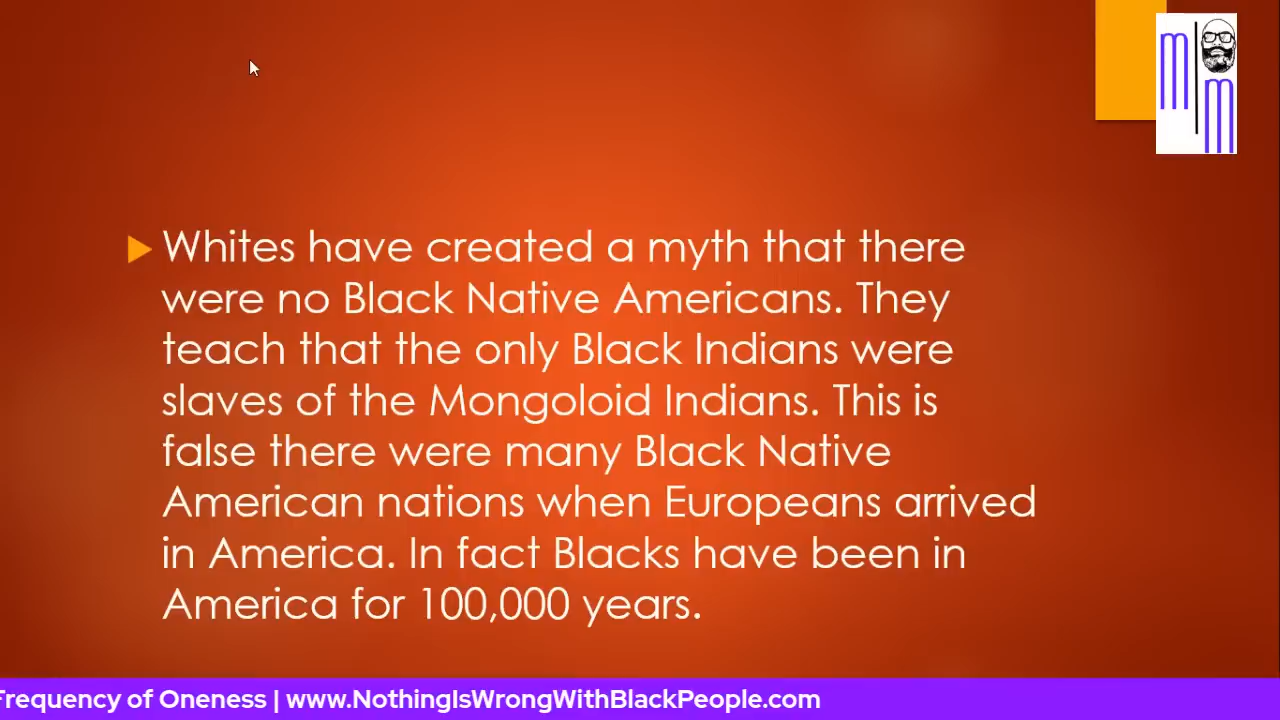 m
m
Whites have created a myth that there
were no Black Native Americans. They
teach that the only Black Indians were
slaves of the Mongoloid Indians. This is
false there were many Black Native
American nations when Europeans arrived
in America. In fact Blacks have been in
America for 100,000 years.
Frequency of Oneness | www.NothingIsWrongWithBlackPeople.com